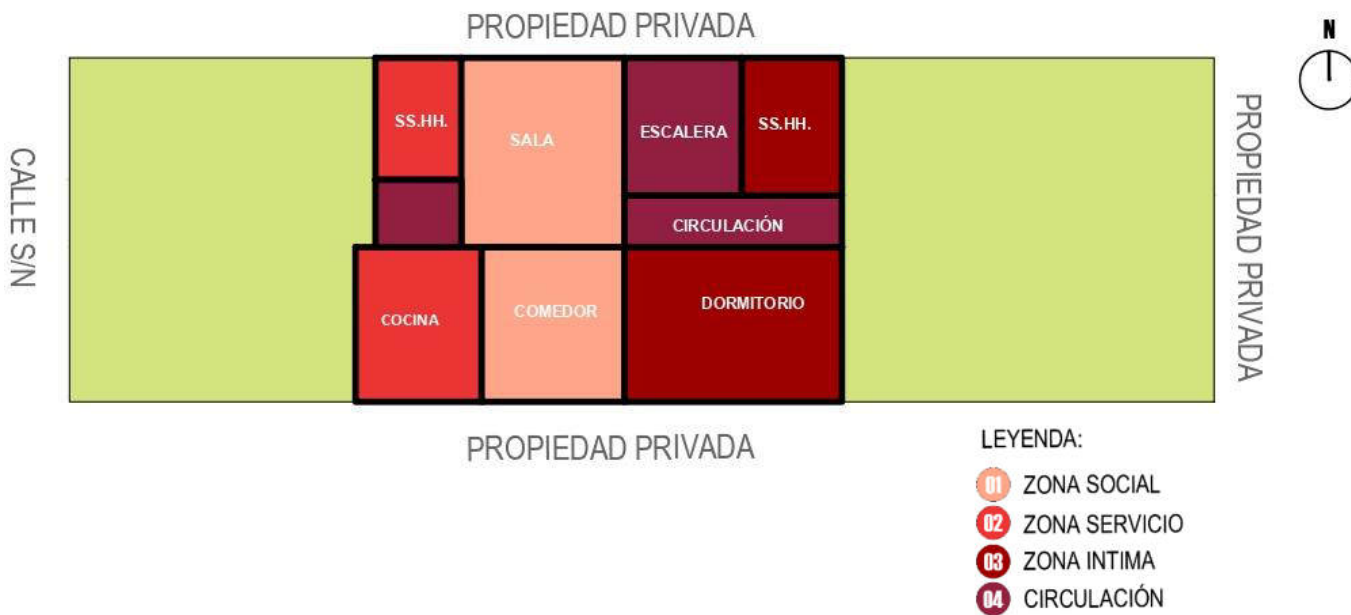 PROPIEDAD PRIVADA
N
CALLE S/N
SS.HH.
SALA
ESCALERA
SS.HH.
CIRCULACIÓN
COCINA
COMEDOR
DORMITORIO
PROPIEDAD PRIVADA
PROPIEDAD PRIVADA
LEYENDA:
01 ZONA SOCIAL
02 ZONA SERVICIO
03 ZONA INTIMA
04 CIRCULACIÓN